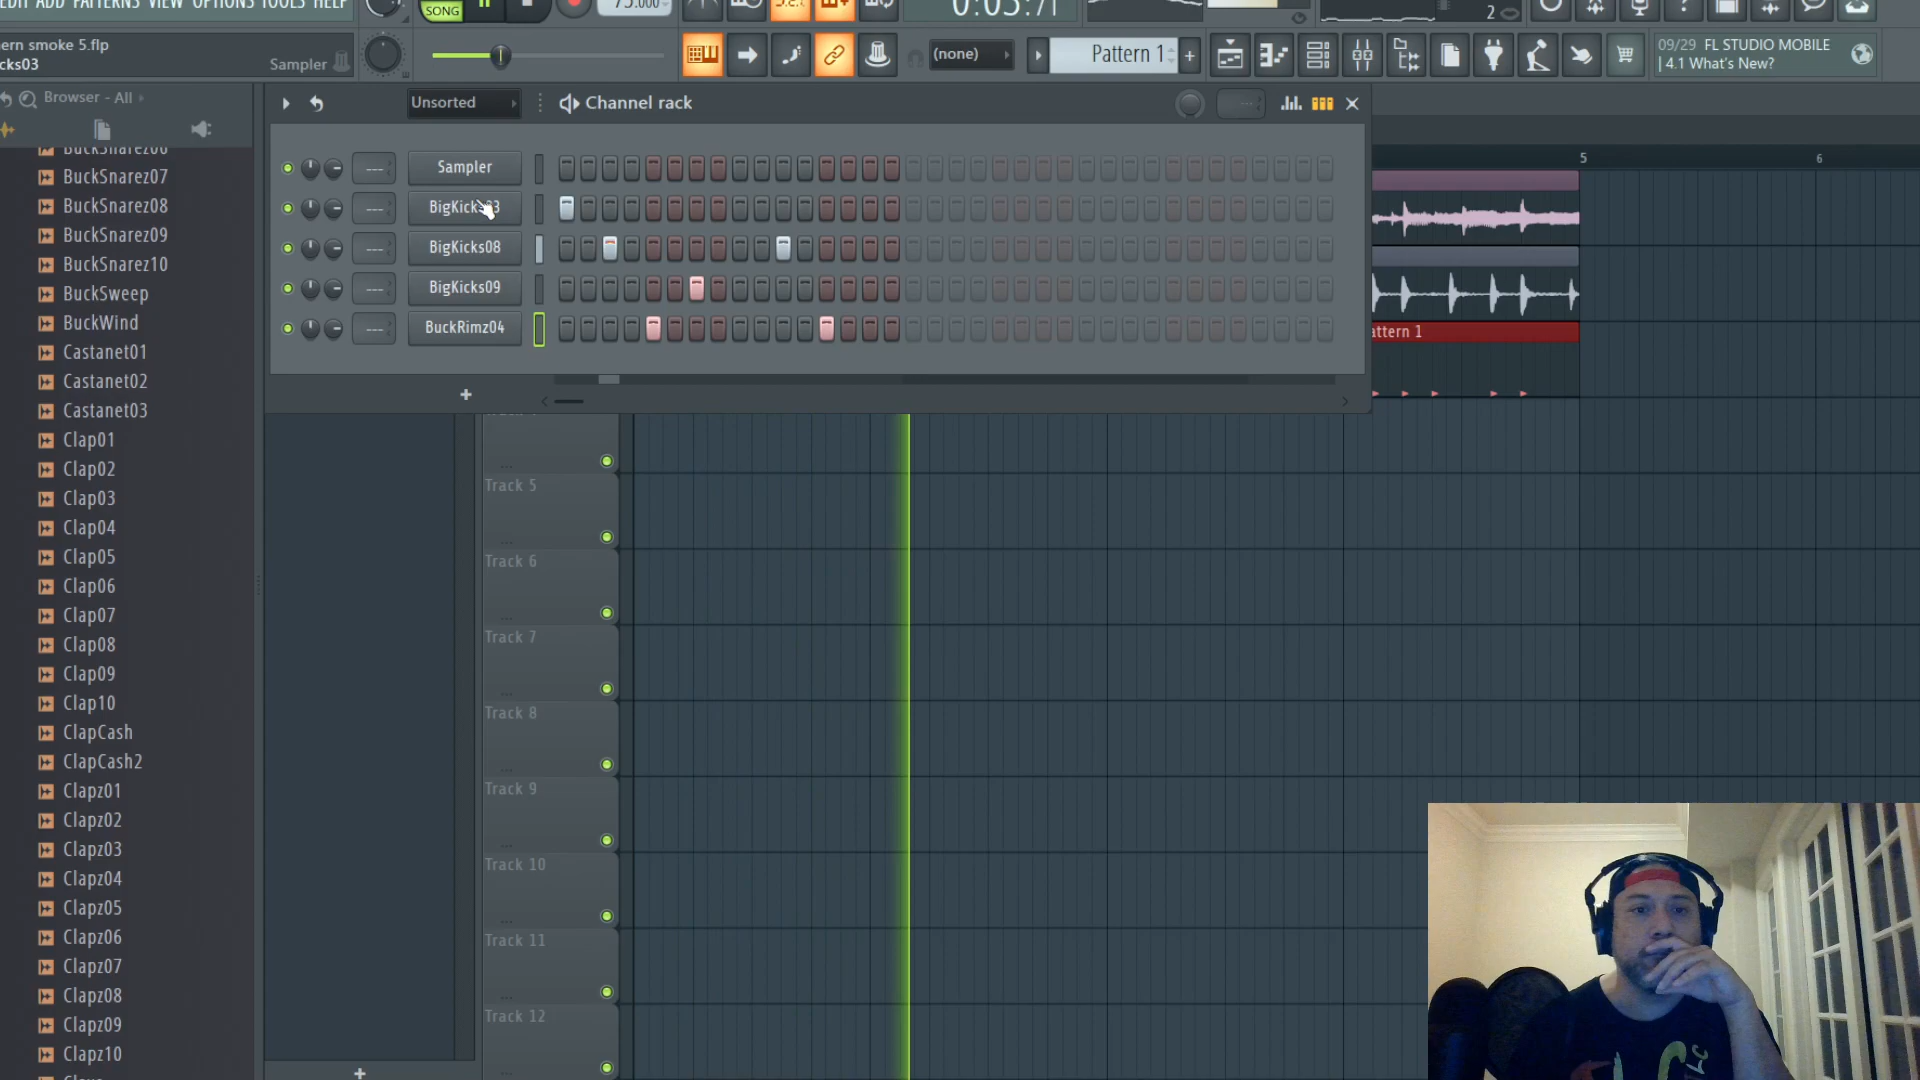 EDIT ADD PATTERNS VIEW OPTIONS TOOLS HELP
ern smoke 5.flp
cks03
Sampler
SONG
75.000
0:05:71
2
(none)
Pattern 1
+
09/29 FL STUDIO MOBILE
| 4.1 What's New?
Browser - All
BuckSnarez06
BuckSnarez07
BuckSnarez08
BuckSnarez09
BuckSnarez10
BuckSweep
BuckWind
Castanet01
Castanet02
Castanet03
Clap01
Clap02
Clap03
Clap04
Clap05
Clap06
Clap07
Clap08
Clap09
Clap10
ClapCash
ClapCash2
Clapz01
Clapz02
Clapz03
Clapz04
Clapz05
Clapz06
Clapz07
Clapz08
Clapz09
Clapz10
Unsorted
Channel rack
Sampler
BigKicks03
BigKicks08
BigKicks09
BuckRimz04
+
5
6
attern 1
Track 5
Track 6
Track 7
Track 8
Track 9
Track 10
Track 11
Track 12
+